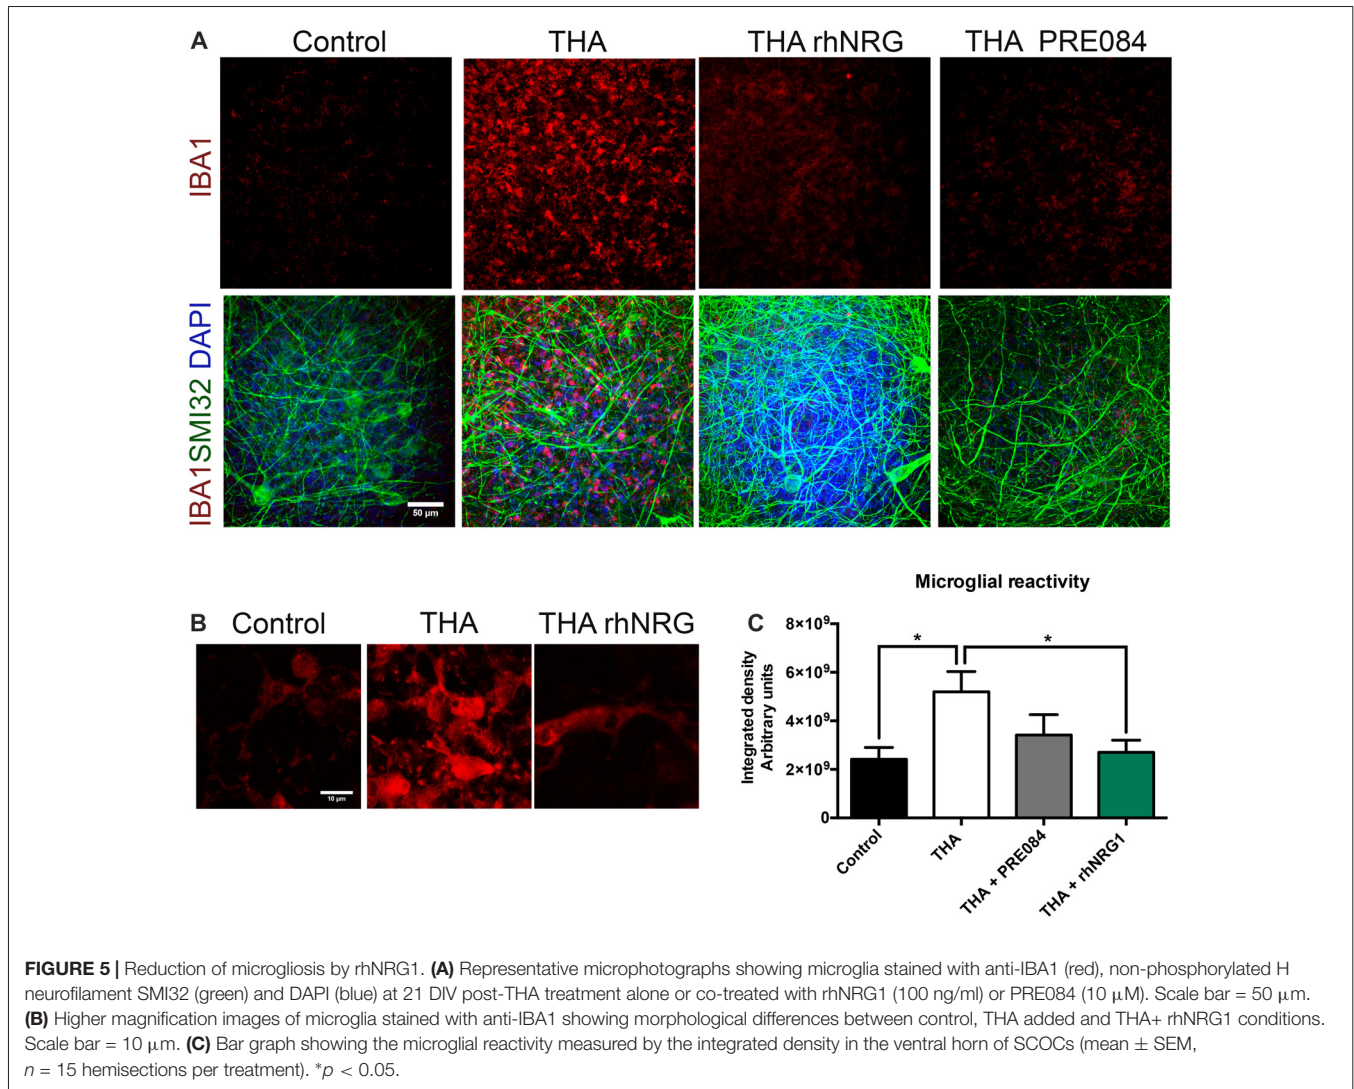 A
Control
THA
THA rhNRG
THA PRE084
IBA1
IBA1 SMI32 DAPI
50 µm
B
Control
THA
THA rhNRG
10 µm
C
Microglial reactivity
Integrated density
Arbitrary units
8×10⁹
6×10⁹
4×10⁹
2×10⁹
0
*
*
Control
THA
THA + PRE084
THA + rhNRG1
FIGURE 5 | Reduction of microgliosis by rhNRG1. (A) Representative microphotographs showing microglia stained with anti-IBA1 (red), non-phosphorylated H
neurofilament SMI32 (green) and DAPI (blue) at 21 DIV post-THA treatment alone or co-treated with rhNRG1 (100 ng/ml) or PRE084 (10 µM). Scale bar = 50 µm.
(B) Higher magnification images of microglia stained with anti-IBA1 showing morphological differences between control, THA added and THA+ rhNRG1 conditions.
Scale bar = 10 µm. (C) Bar graph showing the microglial reactivity measured by the integrated density in the ventral horn of SCOCs (mean ± SEM,
n = 15 hemisections per treatment). *p < 0.05.